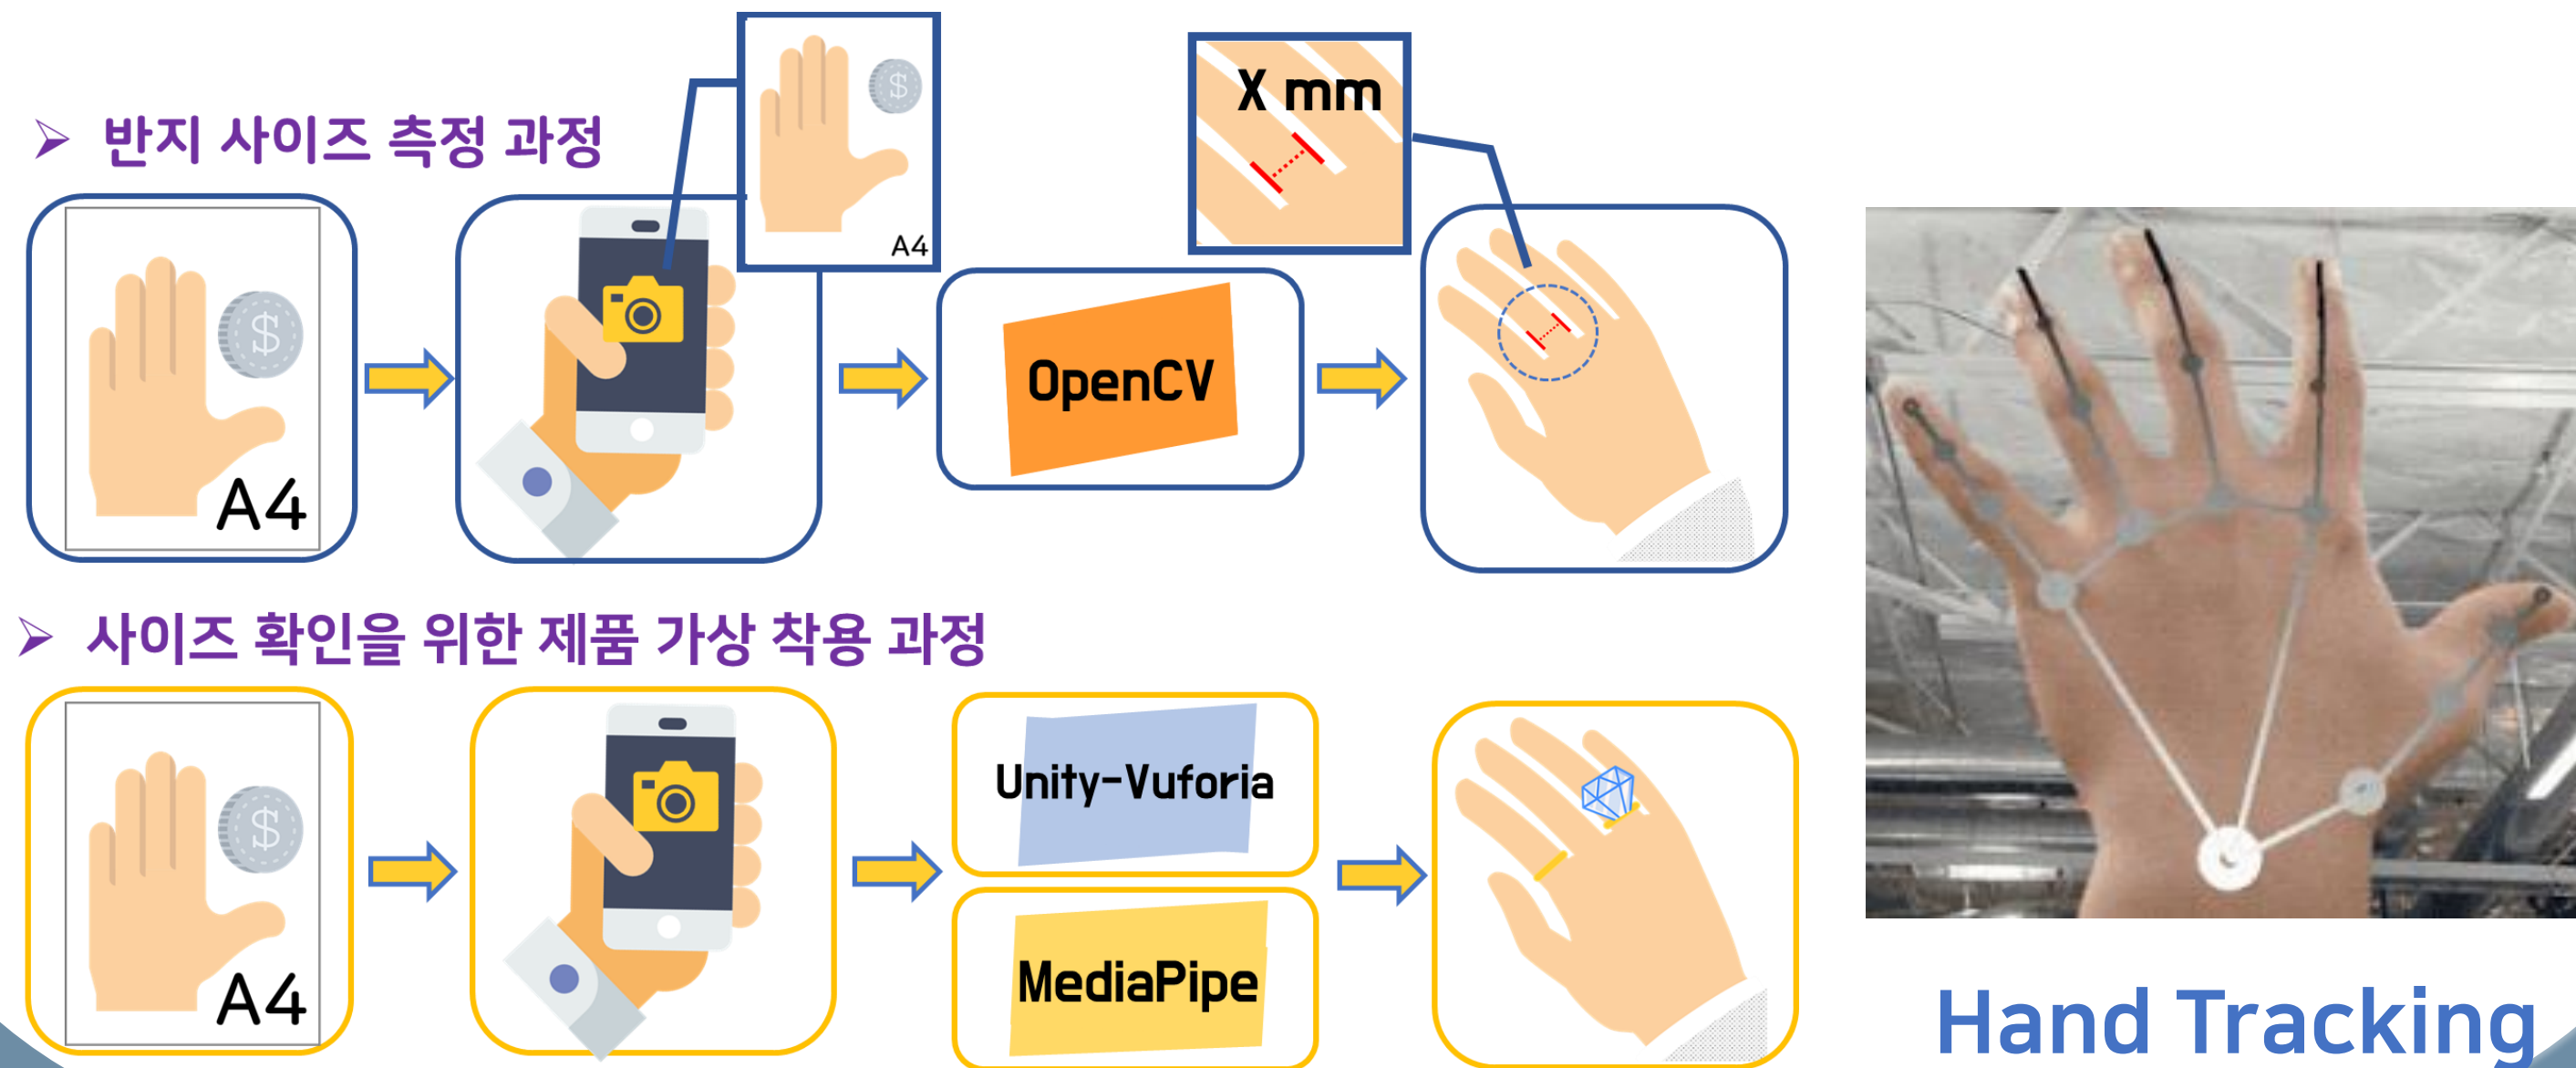 X mm
➢ 반지 사이즈 측정 과정
A4
$
A4
$
OpenCV
➢ 사이즈 확인을 위한 제품 가상 착용 과정
$
A4
Unity-Vuforia
MediaPipe
Hand Tracking